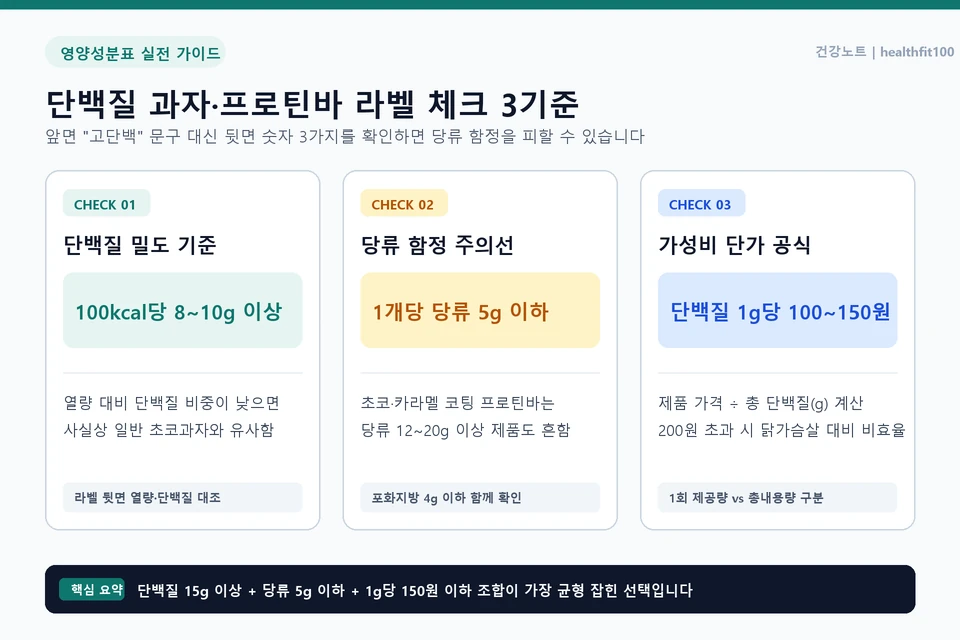 영양성분표 실전 가이드
건강노트 | healthfit100
단백질 과자·프로틴바 라벨 체크 3기준
앞면 "고단백" 문구 대신 뒷면 숫자 3가지를 확인하면 당류 함정을 피할 수 있습니다
CHECK 01
단백질 밀도 기준
100kcal당 8~10g 이상
열량 대비 단백질 비중이 낮으면
사실상 일반 초코과자와 유사함
라벨 뒷면 열량·단백질 대조
CHECK 02
당류 함정 주의선
1개당 당류 5g 이하
초코·카라멜 코팅 프로틴바는
당류 12~20g 이상 제품도 흔함
포화지방 4g 이하 함께 확인
CHECK 03
가성비 단가 공식
단백질 1g당 100~150원
제품 가격 ÷ 총 단백질(g) 계산
200원 초과 시 닭가슴살 대비 비효율
1회 제공량 vs 총내용량 구분
핵심 요약
단백질 15g 이상 + 당류 5g 이하 + 1g당 150원 이하 조합이 가장 균형 잡힌 선택입니다